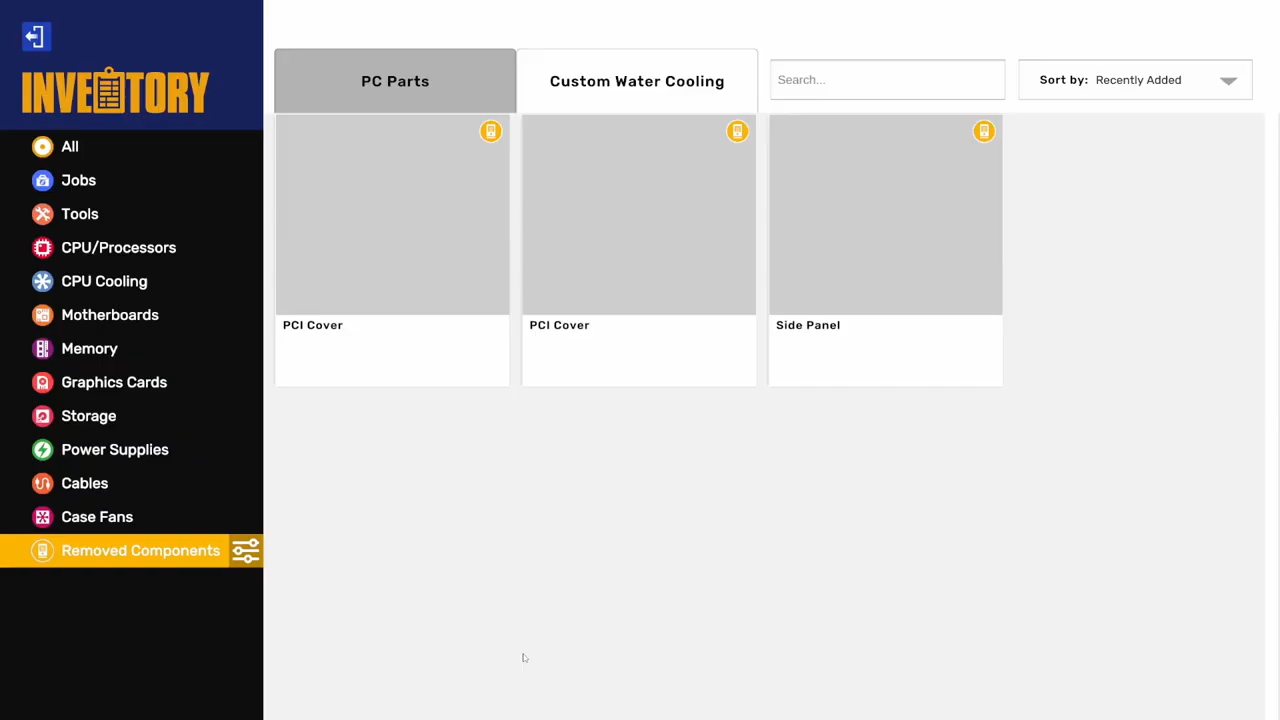 INVENTORY
All
Jobs
Tools
CPU/Processors
CPU Cooling
Motherboards
Memory
Graphics Cards
Storage
Power Supplies
Cables
Case Fans
Removed Components
PC Parts
Custom Water Cooling
Search...
Sort by: Recently Added
PCI Cover
PCI Cover
Side Panel